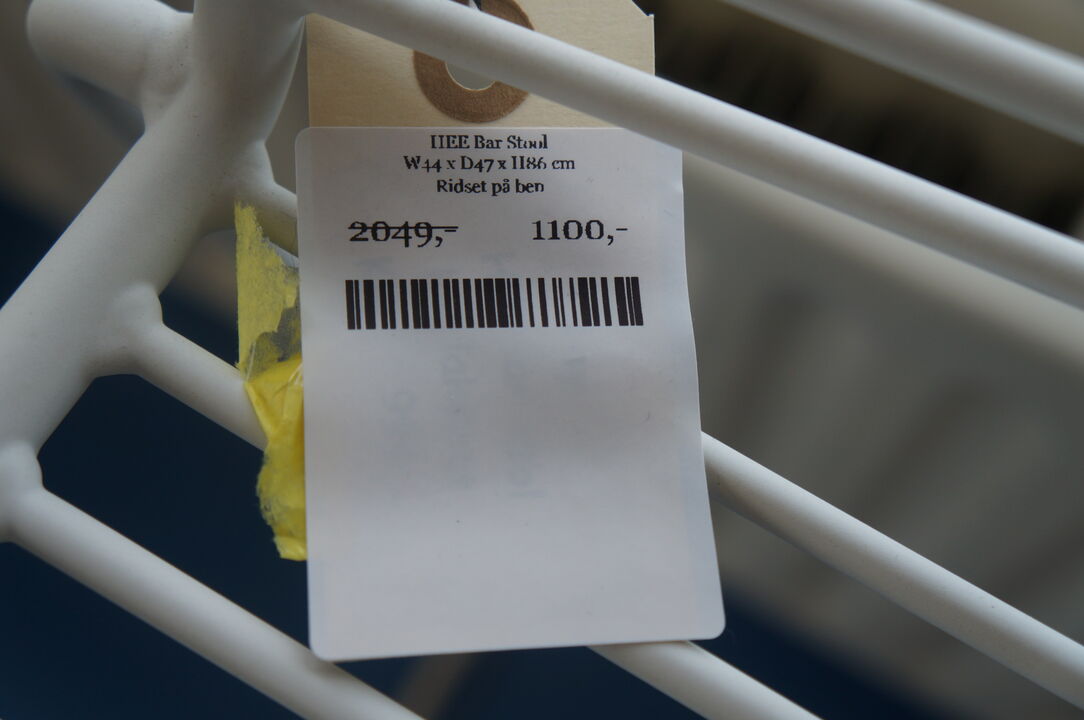 HEE Bar Stool
W44 x D47 x H86 cm
Ridset på ben
2049,- 1100,-